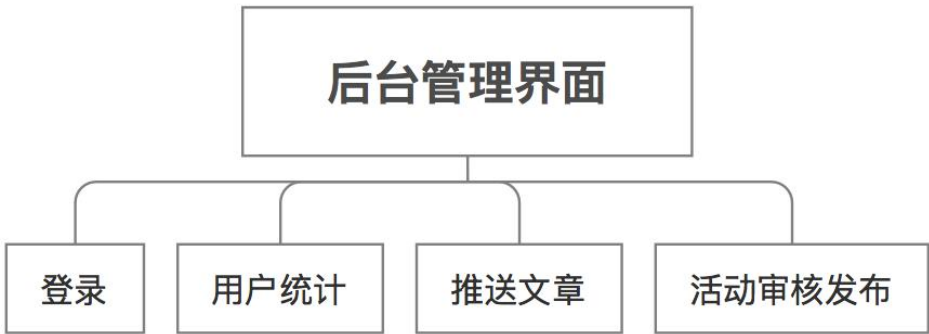 后台管理界面
登录
用户统计
推送文章
活动审核发布